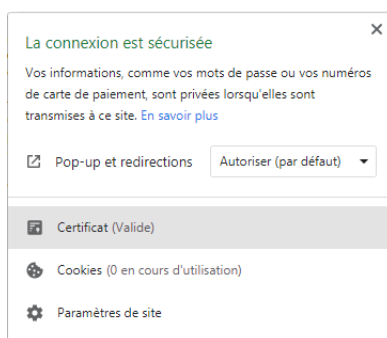 La connexion est sécurisée
Vos informations, comme vos mots de passe ou vos numéros
de carte de paiement, sont privées lorsqu'elles sont
transmises à ce site. En savoir plus
Pop-up et redirections Autoriser (par défaut)
Certificat (Valide)
Cookies (0 en cours d'utilisation)
Paramètres de site